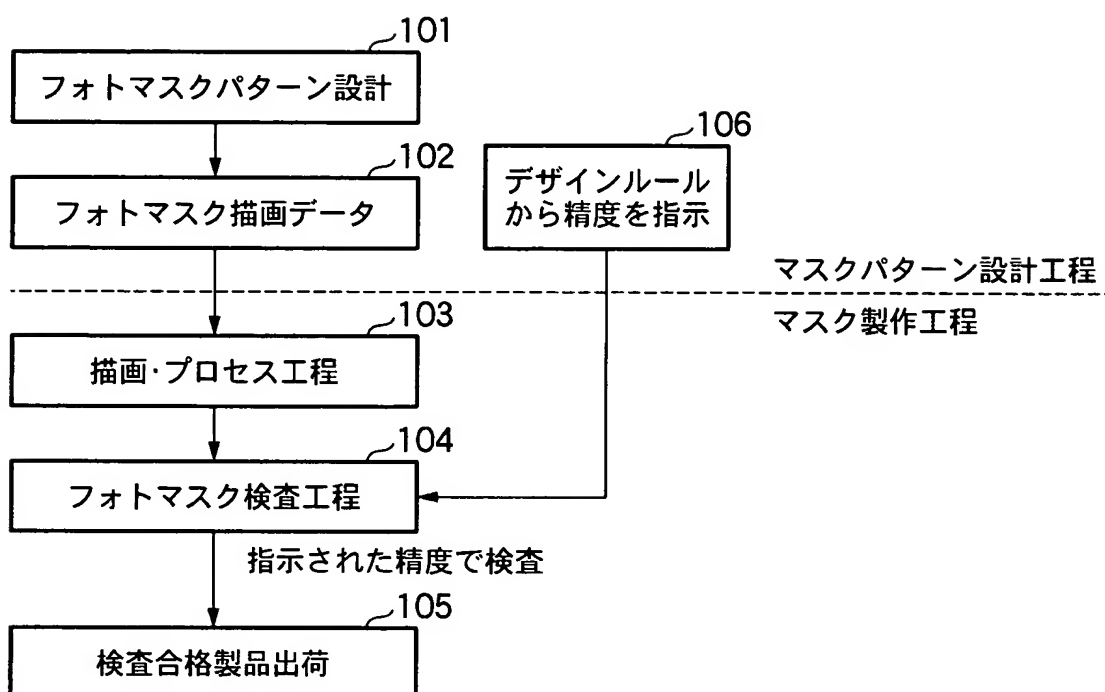 101
フォトマスクパターン設計
102
フォトマスク描画データ
106
デザインルール
から精度を指示
マスクパターン設計工程
マスク製作工程
103
描画・プロセス工程
104
フォトマスク検査工程
指示された精度で検査
105
検査合格製品出荷